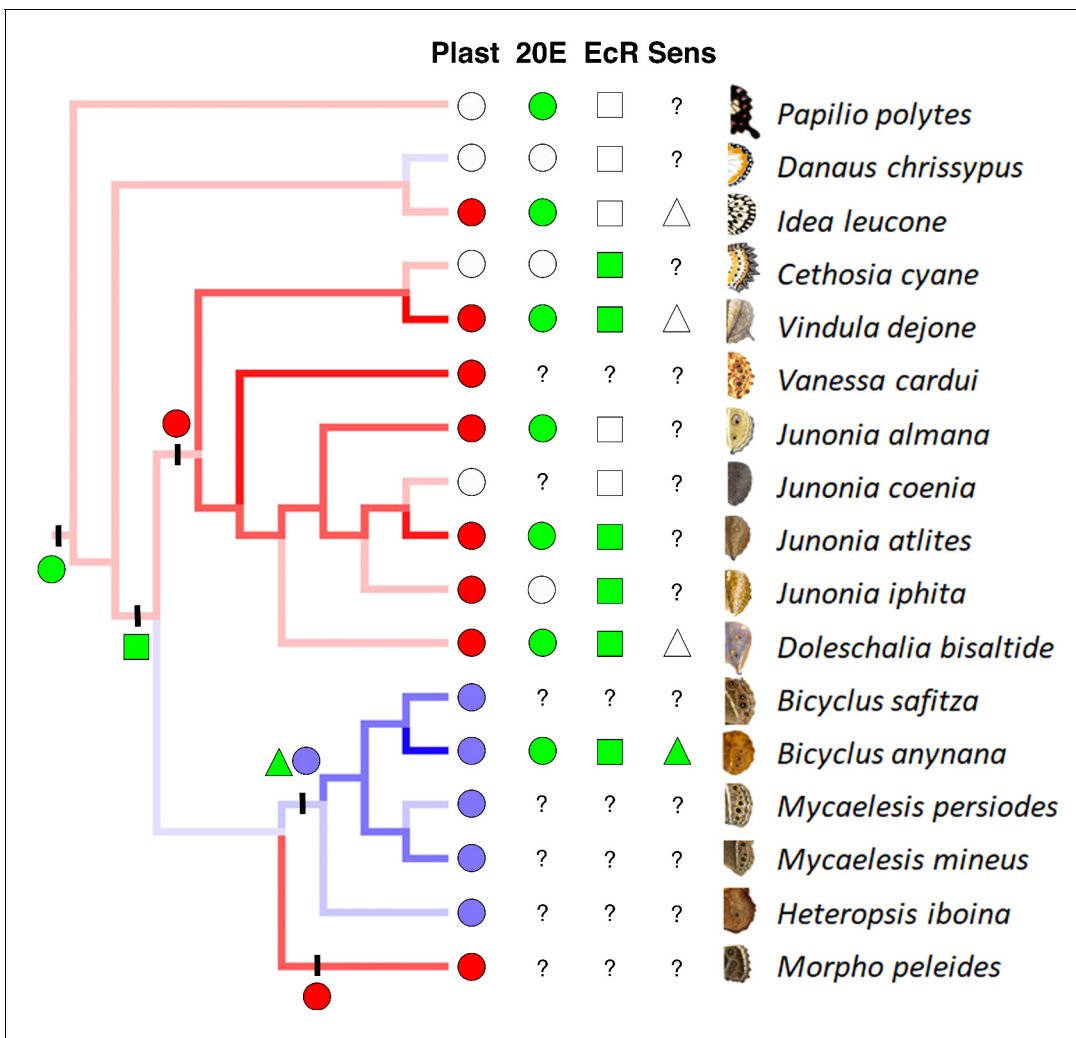 Plast 20E EcR Sens
? Papilio polytes
? Danaus chrissypus
Idea leucone
? Cethosia cyane
Vindula dejone
? ? ? Vanessa cardui
? Junonia almana
? ? Junonia coenia
? Junonia atlites
? Junonia iphita
Doleschalia bisaltide
? ? ? Bicyclus safitza
Bicyclus anynana
? ? ? Mycaelesis persiodes
? ? ? Mycaelesis mineus
? ? ? Heteropsis iboina
? ? ? Morpho peleides